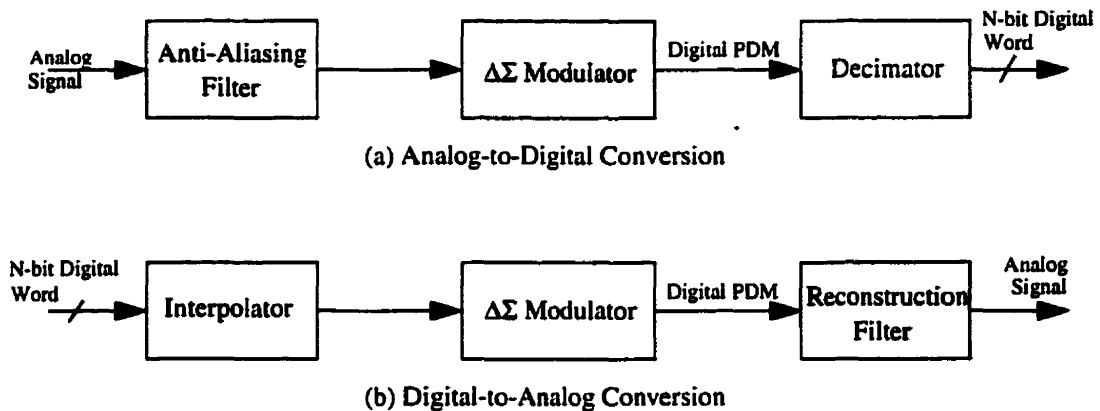 Analog
Signal
Anti-Aliasing
Filter
ΔΣ Modulator
Digital PDM
Decimator
N-bit Digital
Word
(a) Analog-to-Digital Conversion
N-bit Digital
Word
Interpolator
ΔΣ Modulator
Digital PDM
Reconstruction
Filter
Analog
Signal
(b) Digital-to-Analog Conversion